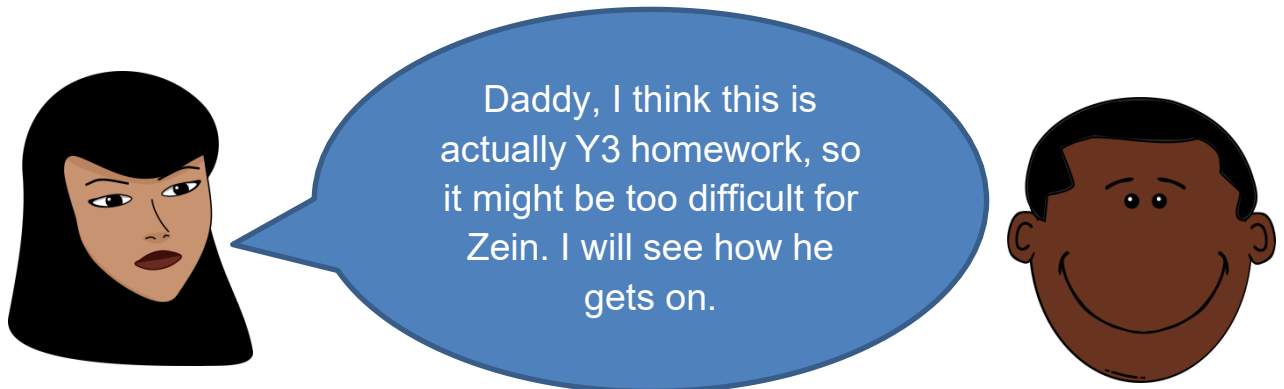 Daddy, I think this is
actually Y3 homework, so
it might be too difficult for
Zein. I will see how he
gets on.